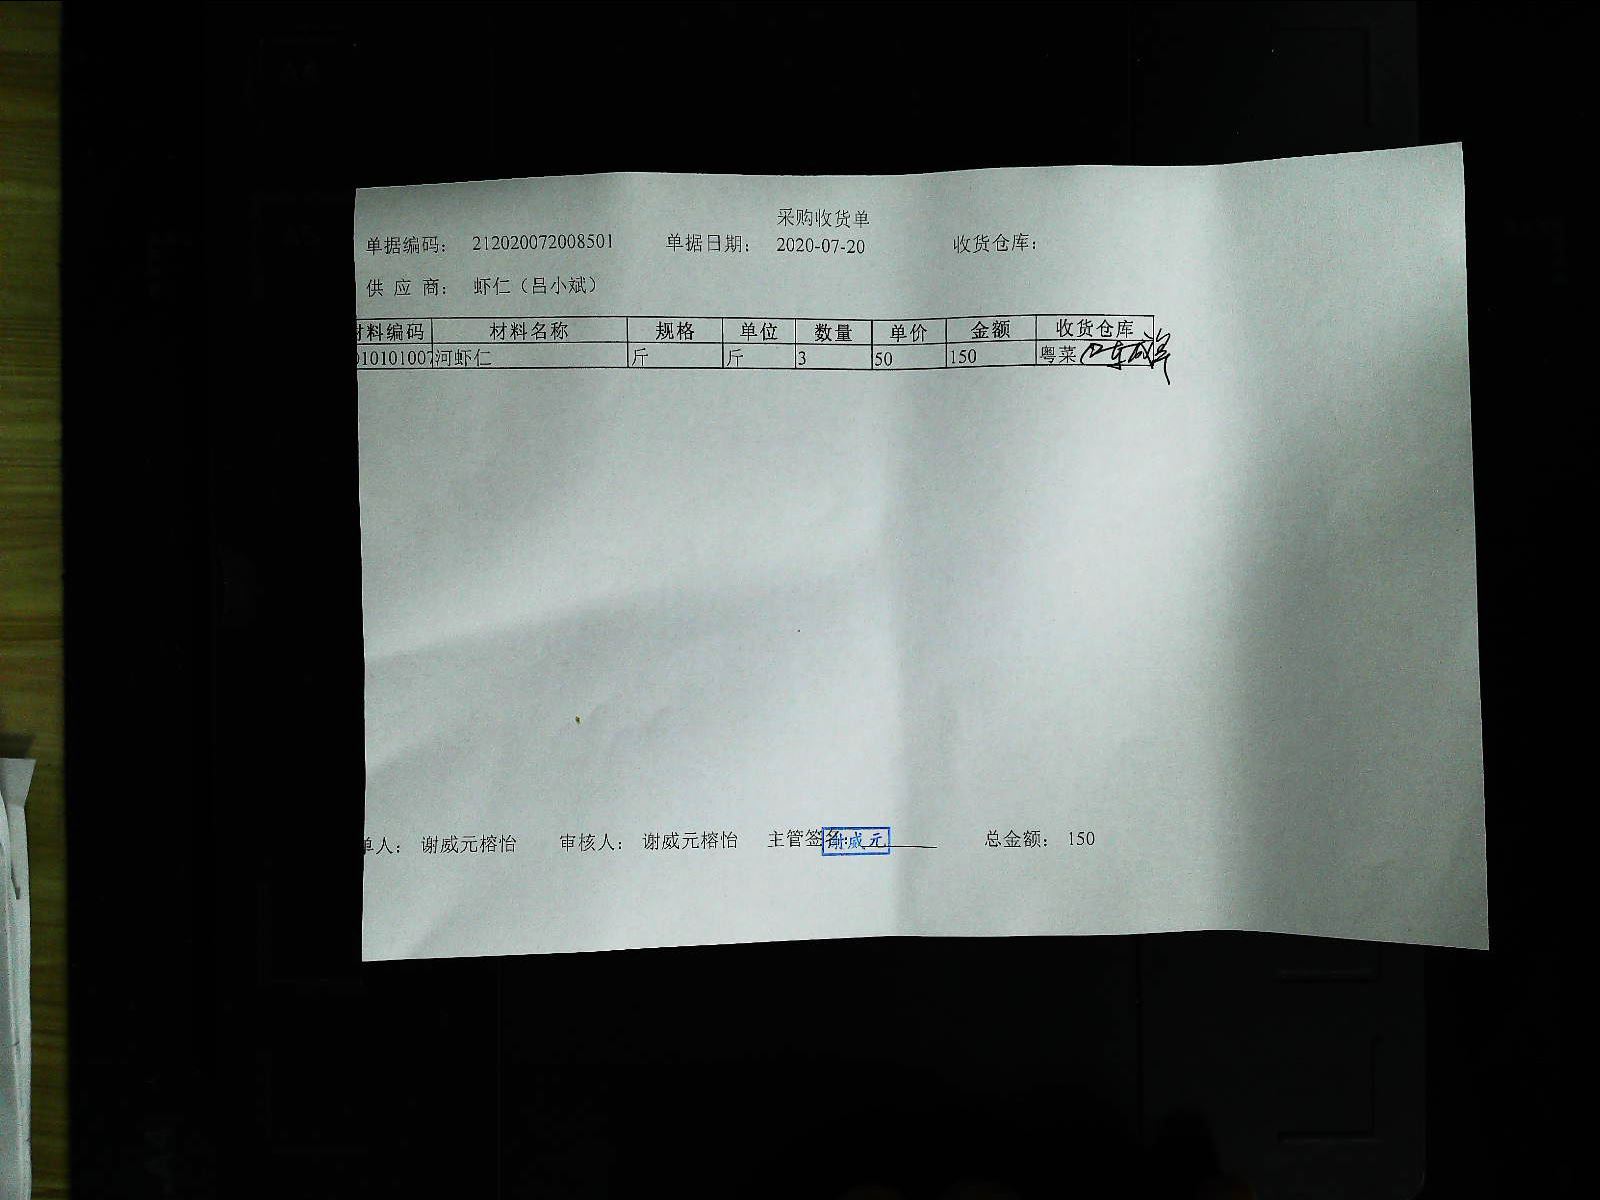 采购收货单
单据编码： 212020072008501 单据日期： 2020-07-20 收货仓库：
供 应 商： 虾仁（吕小斌）
材料编码 材料名称 规格 单位 数量 单价 金额 收货仓库
010101007 河虾仁 斤 斤 3 50 150 粤菜
单人： 谢威元榕怡 审核人： 谢威元榕怡 主管签名： 谢威元 总金额： 150